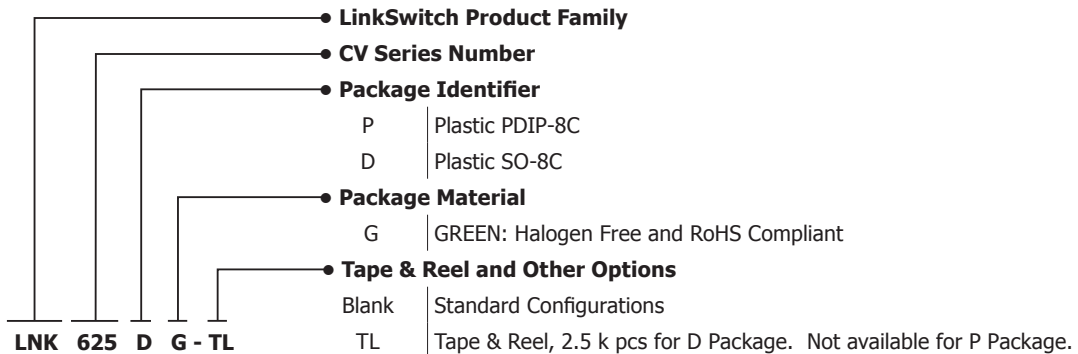 LinkSwitch Product Family
CV Series Number
Package Identifier
P Plastic PDIP-8C
D Plastic SO-8C
Package Material
G GREEN: Halogen Free and RoHS Compliant
Tape & Reel and Other Options
Blank Standard Configurations
TL Tape & Reel, 2.5 k pcs for D Package. Not available for P Package.
LNK 625 D G - TL